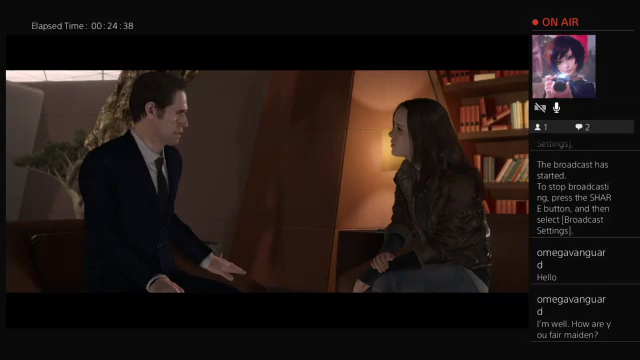 Elapsed Time: 00:24:38
ON AIR
1
2
Settings].
The broadcast has
started.
To stop broadcasti
ng, press the SHAR
E button, and then
select [Broadcast
Settings].
omegavanguar
d
Hello
omegavanguar
d
I'm well. How are y
ou fair maiden?